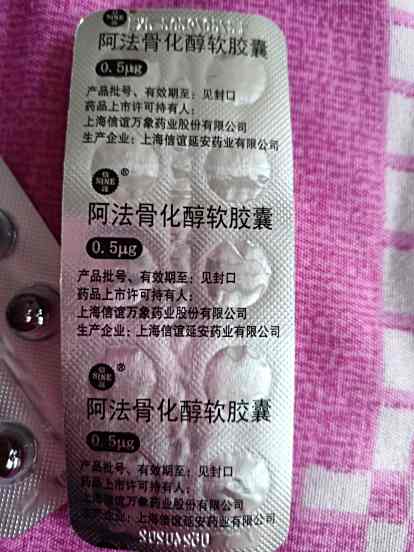 阿法骨化醇软胶囊
0.5μg
产品批号、有效期至：见封口
药品上市许可持有人：
上海信谊万象药业股份有限公司
生产企业：上海信谊延安药业有限公司
信
NINE
谊
®
阿法骨化醇软胶囊
0.5μg
产品批号、有效期至：见封口
药品上市许可持有人：
上海信谊万象药业股份有限公司
生产企业：上海信谊延安药业有限公司
信
NINE
谊
®
阿法骨化醇软胶囊
0.5μg
产品批号、有效期至：见封口
药品上市许可持有人：
上海信谊万象药业股份有限公司
生产企业：上海信谊延安药业有限公司